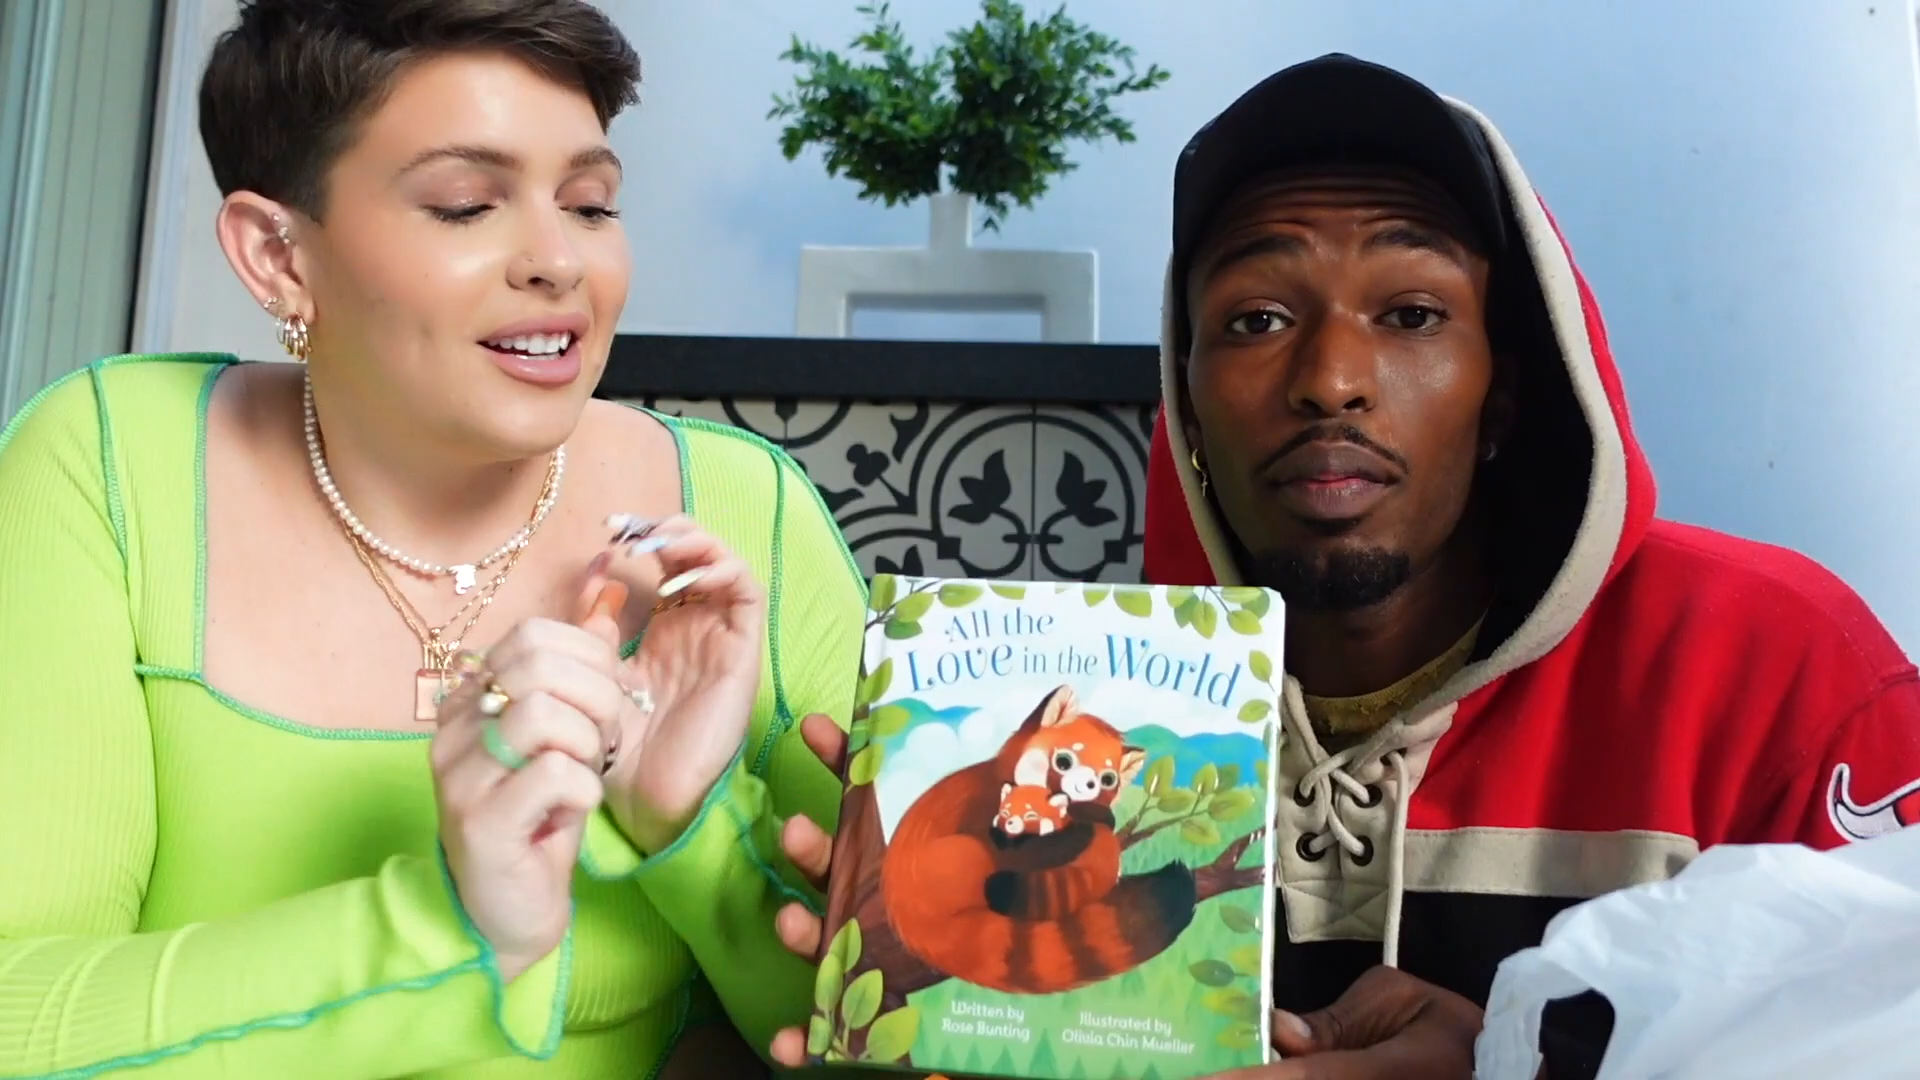 All the
Love in the World
Written by
Rose Bunting
Illustrated by
Olivia Chin Mueller